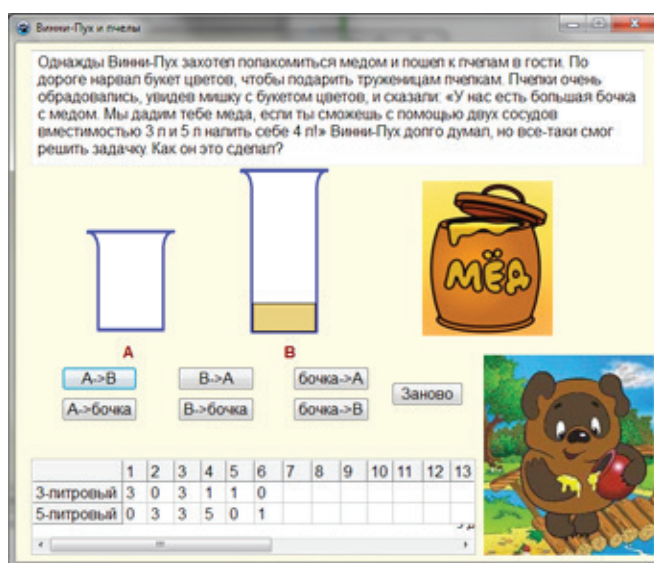 Винни-Пух и пчелы
Однажды Винни-Пух захотел полакомиться медом и пошел к пчелам в гости. По
дороге нарвал букет цветов, чтобы подарить труженицам пчелкам. Пчелки очень
обрадовались, увидев мишку с букетом цветов, и сказали: «У нас есть большая бочка
с медом. Мы дадим тебе меда, если ты сможешь с помощью двух сосудов
вместимостью 3 л и 5 л налить себе 4 л!» Винни-Пух долго думал, но все-таки смог
решить задачку. Как он это сделал?
МЁД
А B
А->В В->А бочка->А
Заново
А->бочка В->бочка бочка->В
1 2 3 4 5 6 7 8 9 10 11 12 13
3-литровый 3 0 3 1 1 0
5-литровый 0 3 3 5 0 1